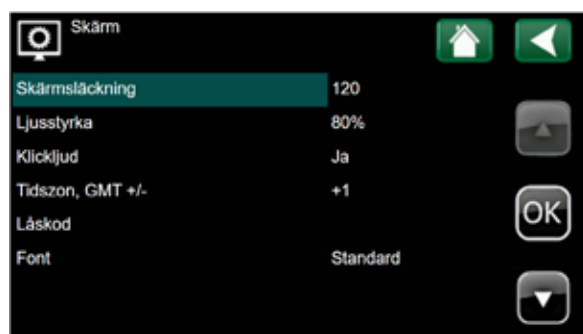 Skärm
Skärmsläckning 120
Ljusstyrka 80%
Klickljud Ja
Tidszon, GMT +/- +1
Låskod
Font Standard
OK